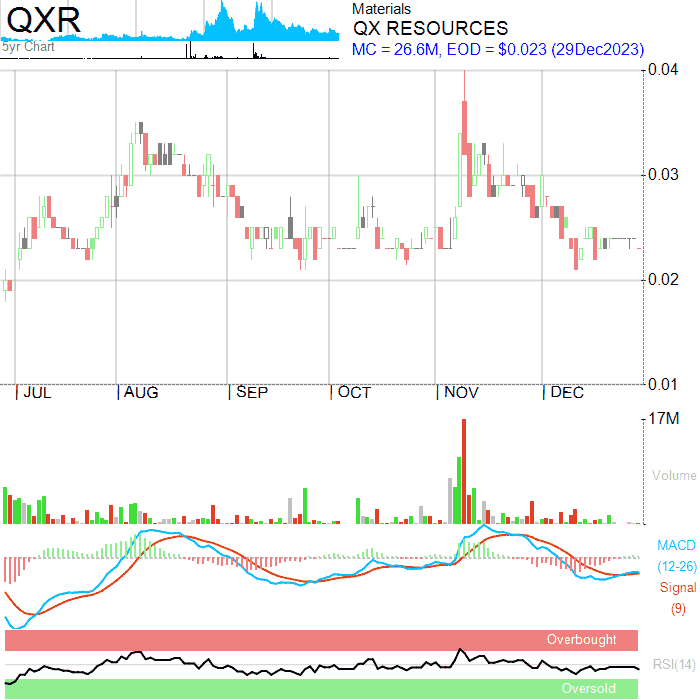 QXR
5yr Chart
Materials
QX RESOURCES
MC = 26.6M, EOD = $0.023 (29Dec2023)
0.04
0.03
0.02
0.01
JUL
AUG
SEP
OCT
NOV
DEC
17M
Volume
MACD
(12-26)
Signal
(9)
Overbought
RSI(14)
Oversold